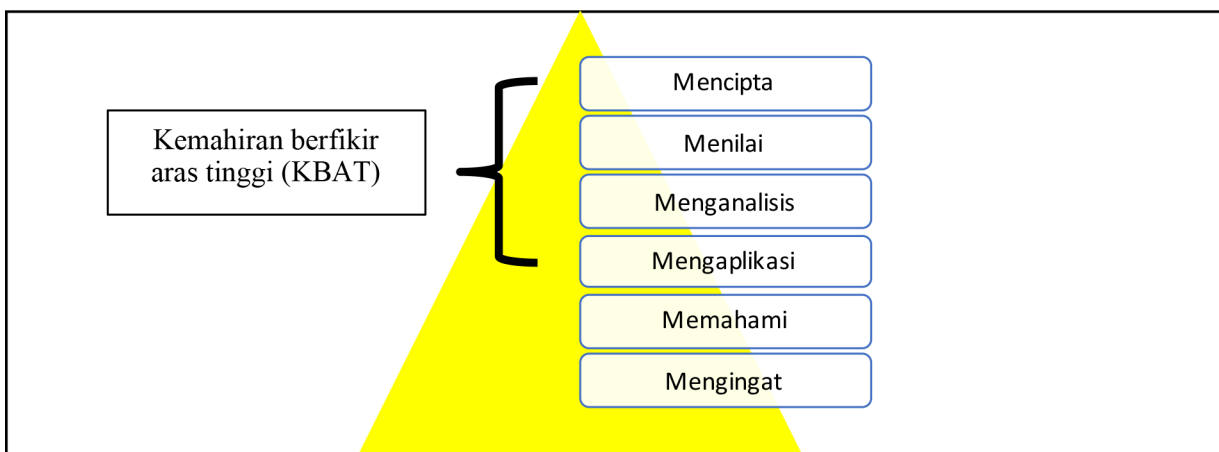 Kemahiran berfikir
aras tinggi (KBAT)
Mencipta
Menilai
Menganalisis
Mengaplikasi
Memahami
Mengingat